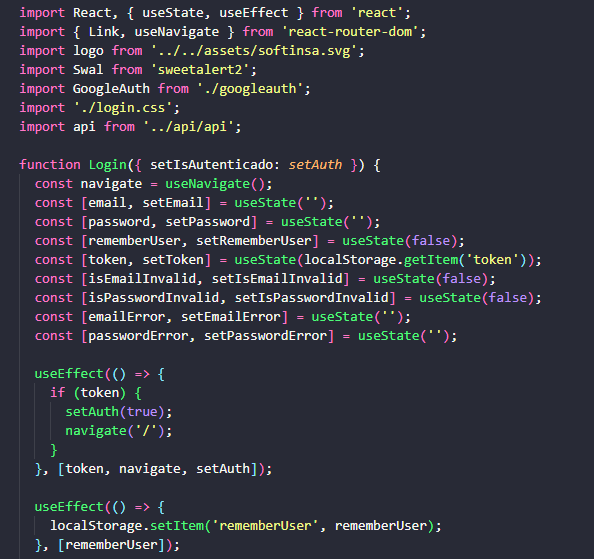 import React, { useState, useEffect } from 'react';
import { Link, useNavigate } from 'react-router-dom';
import logo from '../../assets/softinsa.svg';
import Swal from 'sweetalert2';
import GoogleAuth from './googleauth';
import './login.css';
import api from '../api/api';

function Login({ setIsAutenticado: setAuth }) {
  const navigate = useNavigate();
  const [email, setEmail] = useState('');
  const [password, setPassword] = useState('');
  const [rememberUser, setRememberUser] = useState(false);
  const [token, setToken] = useState(localStorage.getItem('token'));
  const [isEmailInvalid, setIsEmailInvalid] = useState(false);
  const [isPasswordInvalid, setIsPasswordInvalid] = useState(false);
  const [emailError, setEmailError] = useState('');
  const [passwordError, setPasswordError] = useState('');

  useEffect(() => {
    if (token) {
      setAuth(true);
      navigate('/');
    }
  }, [token, navigate, setAuth]);

  useEffect(() => {
    localStorage.setItem('rememberUser', rememberUser);
  }, [rememberUser]);